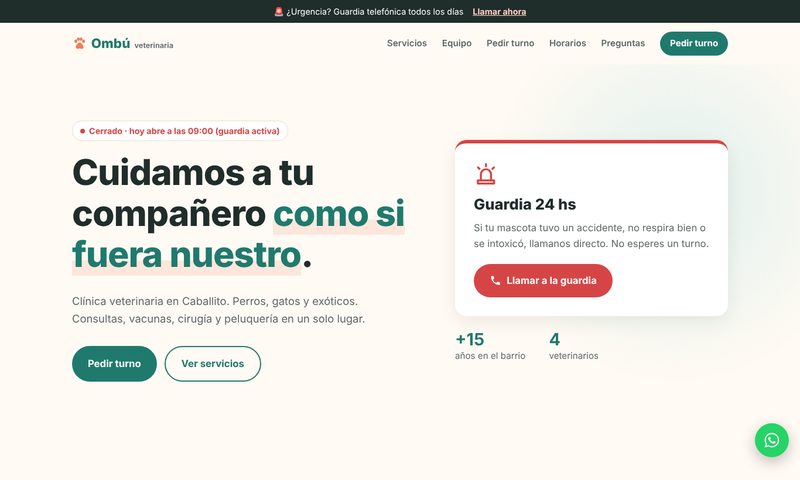 🚨 ¿Urgencia? Guardia telefónica todos los días Llamar ahora
Ombú veterinaria
Servicios Equipo Pedir turno Horarios Preguntas Pedir turno
Cerrado · hoy abre a las 09:00 (guardia activa)
Cuidamos a tu
compañero como si
fuera nuestro.
Clínica veterinaria en Caballito. Perros, gatos y exóticos.
Consultas, vacunas, cirugía y peluquería en un solo lugar.
Pedir turno Ver servicios
Guardia 24 hs
Si tu mascota tuvo un accidente, no respira bien o
se intoxicó, llamanos directo. No esperes un turno.
Llamar a la guardia
+15 4
años en el barrio veterinarios